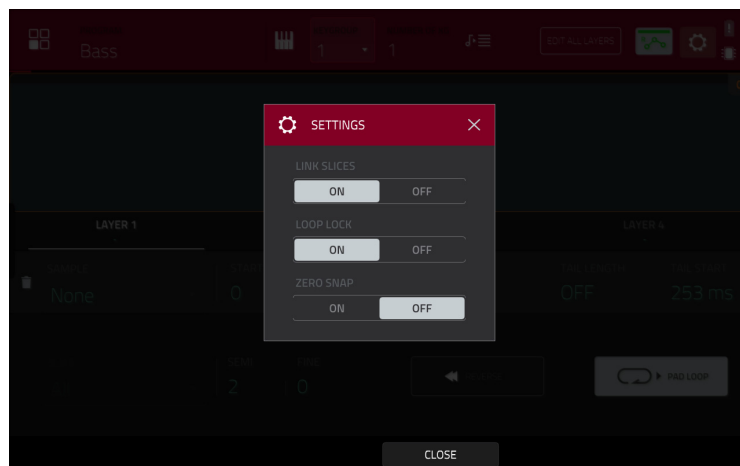 Bass
1
1
EDIT ALL LAYERS
SETTINGS
LINK SLICES
ON OFF
LOOP LOCK
ON OFF
ZERO SNAP
ON OFF
LAYER 1
LAYER 4
None
0
OFF
253 ms
2
0
PAD LOOP
CLOSE